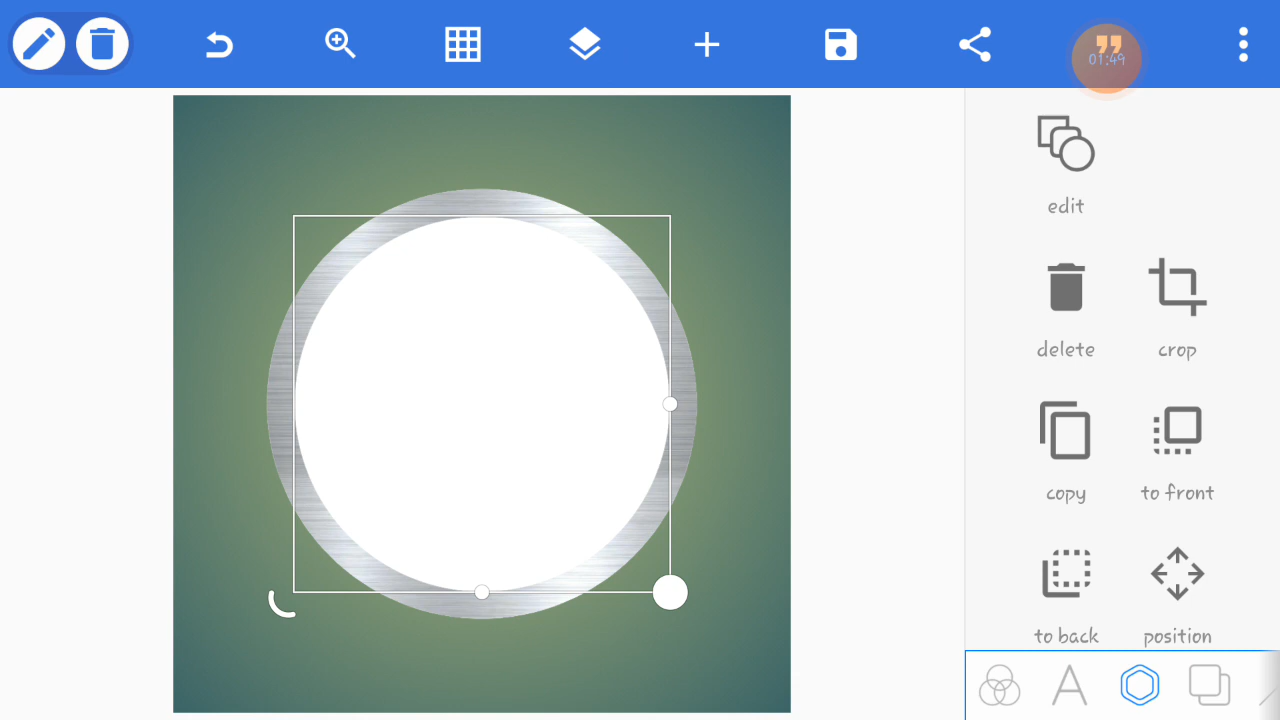 01:49
edit
delete
crop
copy
to front
to back
position